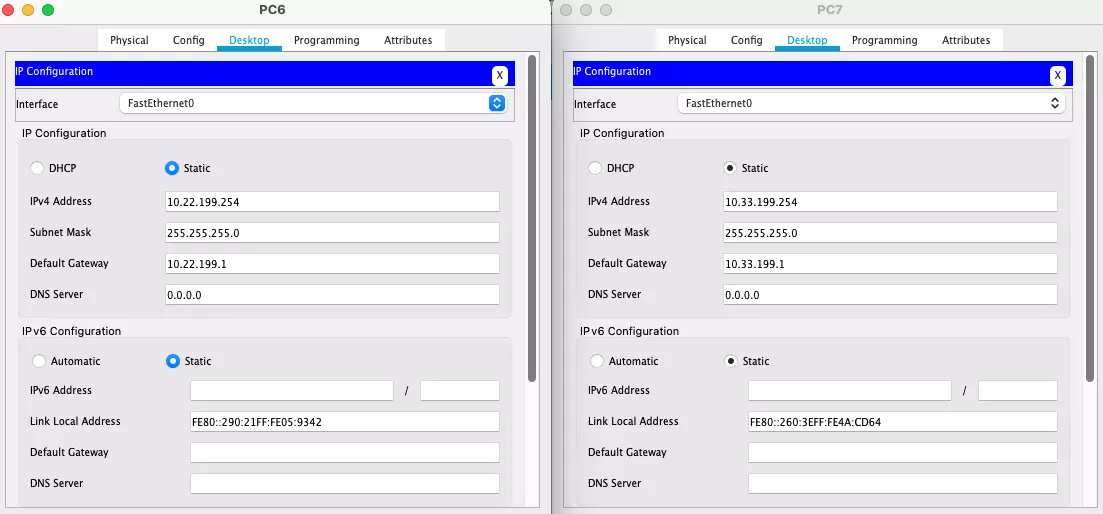 PC6
Physical Config Desktop Programming Attributes
IP Configuration
X
Interface FastEthernet0
IP Configuration
DHCP Static
IPv4 Address 10.22.199.254
Subnet Mask 255.255.255.0
Default Gateway 10.22.199.1
DNS Server 0.0.0.0
IPv6 Configuration
Automatic Static
IPv6 Address /
Link Local Address FE80::290:21FF:FE05:9342
Default Gateway
DNS Server
PC7
Physical Config Desktop Programming Attributes
IP Configuration
X
Interface FastEthernet0
IP Configuration
DHCP Static
IPv4 Address 10.33.199.254
Subnet Mask 255.255.255.0
Default Gateway 10.33.199.1
DNS Server 0.0.0.0
IPv6 Configuration
Automatic Static
IPv6 Address /
Link Local Address FE80::260:3EFF:FE4A:CD64
Default Gateway
DNS Server